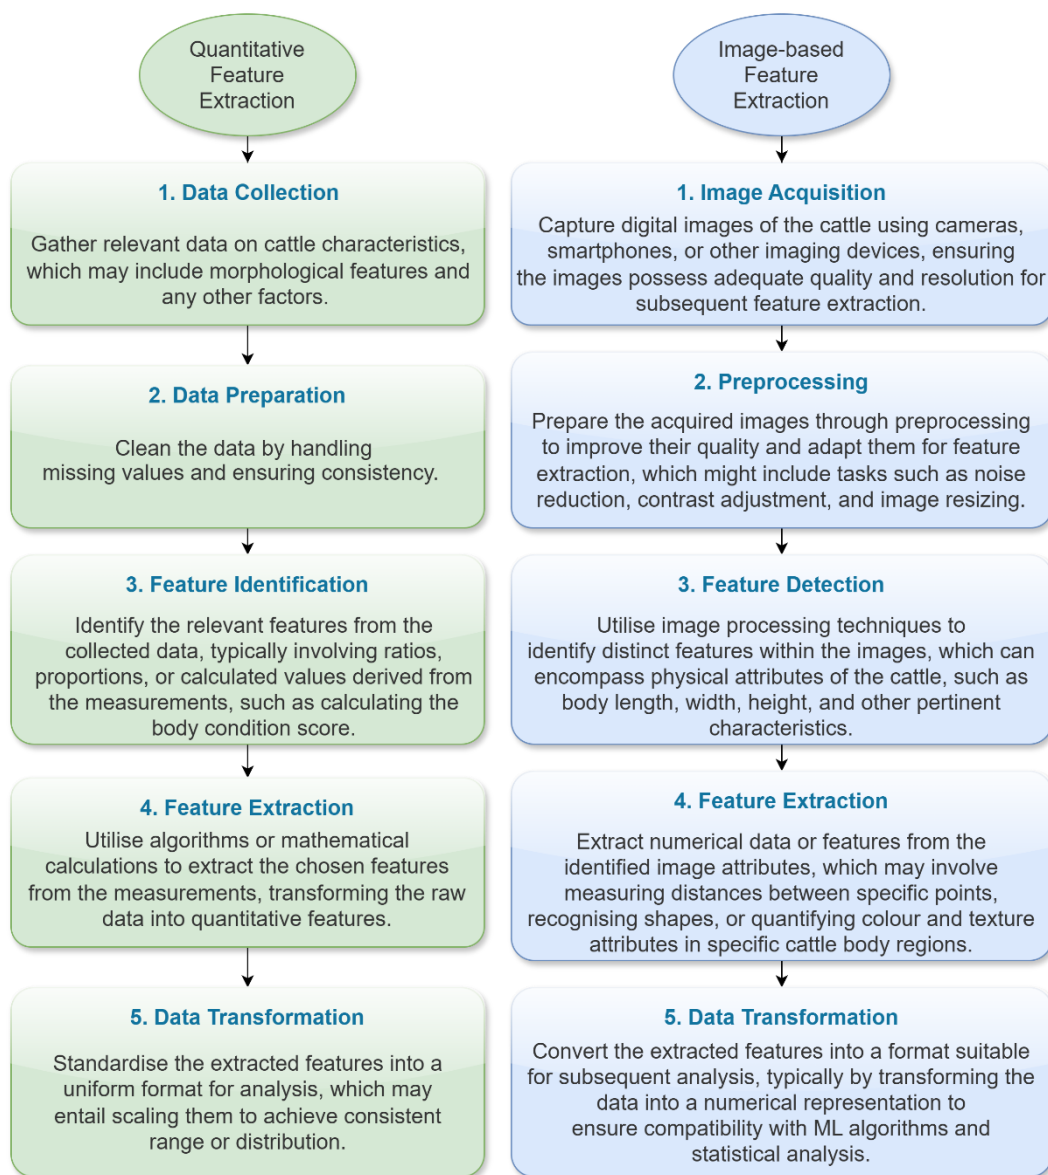 Quantitative
Feature
Extraction
1. Data Collection
Gather relevant data on cattle characteristics,
which may include morphological features and
any other factors.
2. Data Preparation
Clean the data by handling
missing values and ensuring consistency.
3. Feature Identification
Identify the relevant features from the
collected data, typically involving ratios,
proportions, or calculated values derived from
the measurements, such as calculating the
body condition score.
4. Feature Extraction
Utilise algorithms or mathematical
calculations to extract the chosen features
from the measurements, transforming the raw
data into quantitative features.
5. Data Transformation
Standardise the extracted features into a
uniform format for analysis, which may
entail scaling them to achieve consistent
range or distribution.
Image-based
Feature
Extraction
1. Image Acquisition
Capture digital images of the cattle using cameras,
smartphones, or other imaging devices, ensuring
the images possess adequate quality and resolution for
subsequent feature extraction.
2. Preprocessing
Prepare the acquired images through preprocessing
to improve their quality and adapt them for feature
extraction, which might include tasks such as noise
reduction, contrast adjustment, and image resizing.
3. Feature Detection
Utilise image processing techniques to
identify distinct features within the images, which can
encompass physical attributes of the cattle, such as
body length, width, height, and other pertinent
characteristics.
4. Feature Extraction
Extract numerical data or features from the
identified image attributes, which may involve
measuring distances between specific points,
recognising shapes, or quantifying colour and texture
attributes in specific cattle body regions.
5. Data Transformation
Convert the extracted features into a format suitable
for subsequent analysis, typically by transforming the
data into a numerical representation to
ensure compatibility with ML algorithms and
statistical analysis.